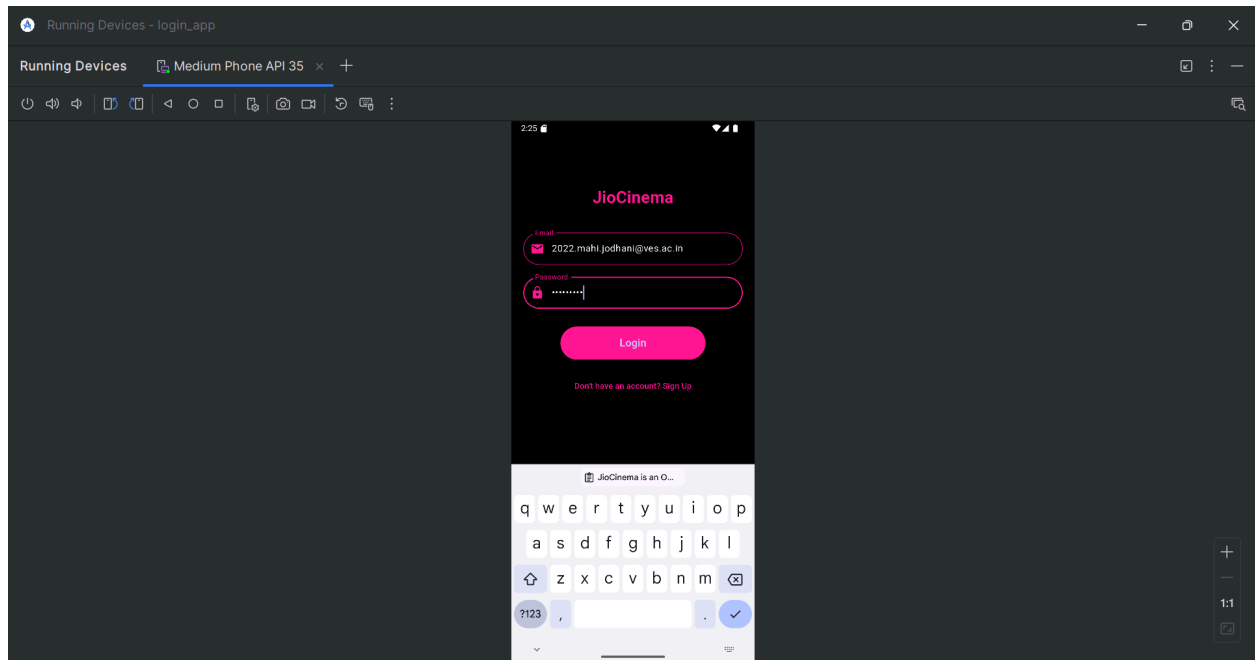 Running Devices - login_app
Running Devices Medium Phone API 35
2:25
JioCinema
Email
2022.mahi.jodhani@ves.ac.in
Password
•••••••••
Login
Don't have an account? Sign Up
JioCinema is an O...
q w e r t y u i o p
a s d f g h j k l
z x c v b n m
?123 , .
1:1